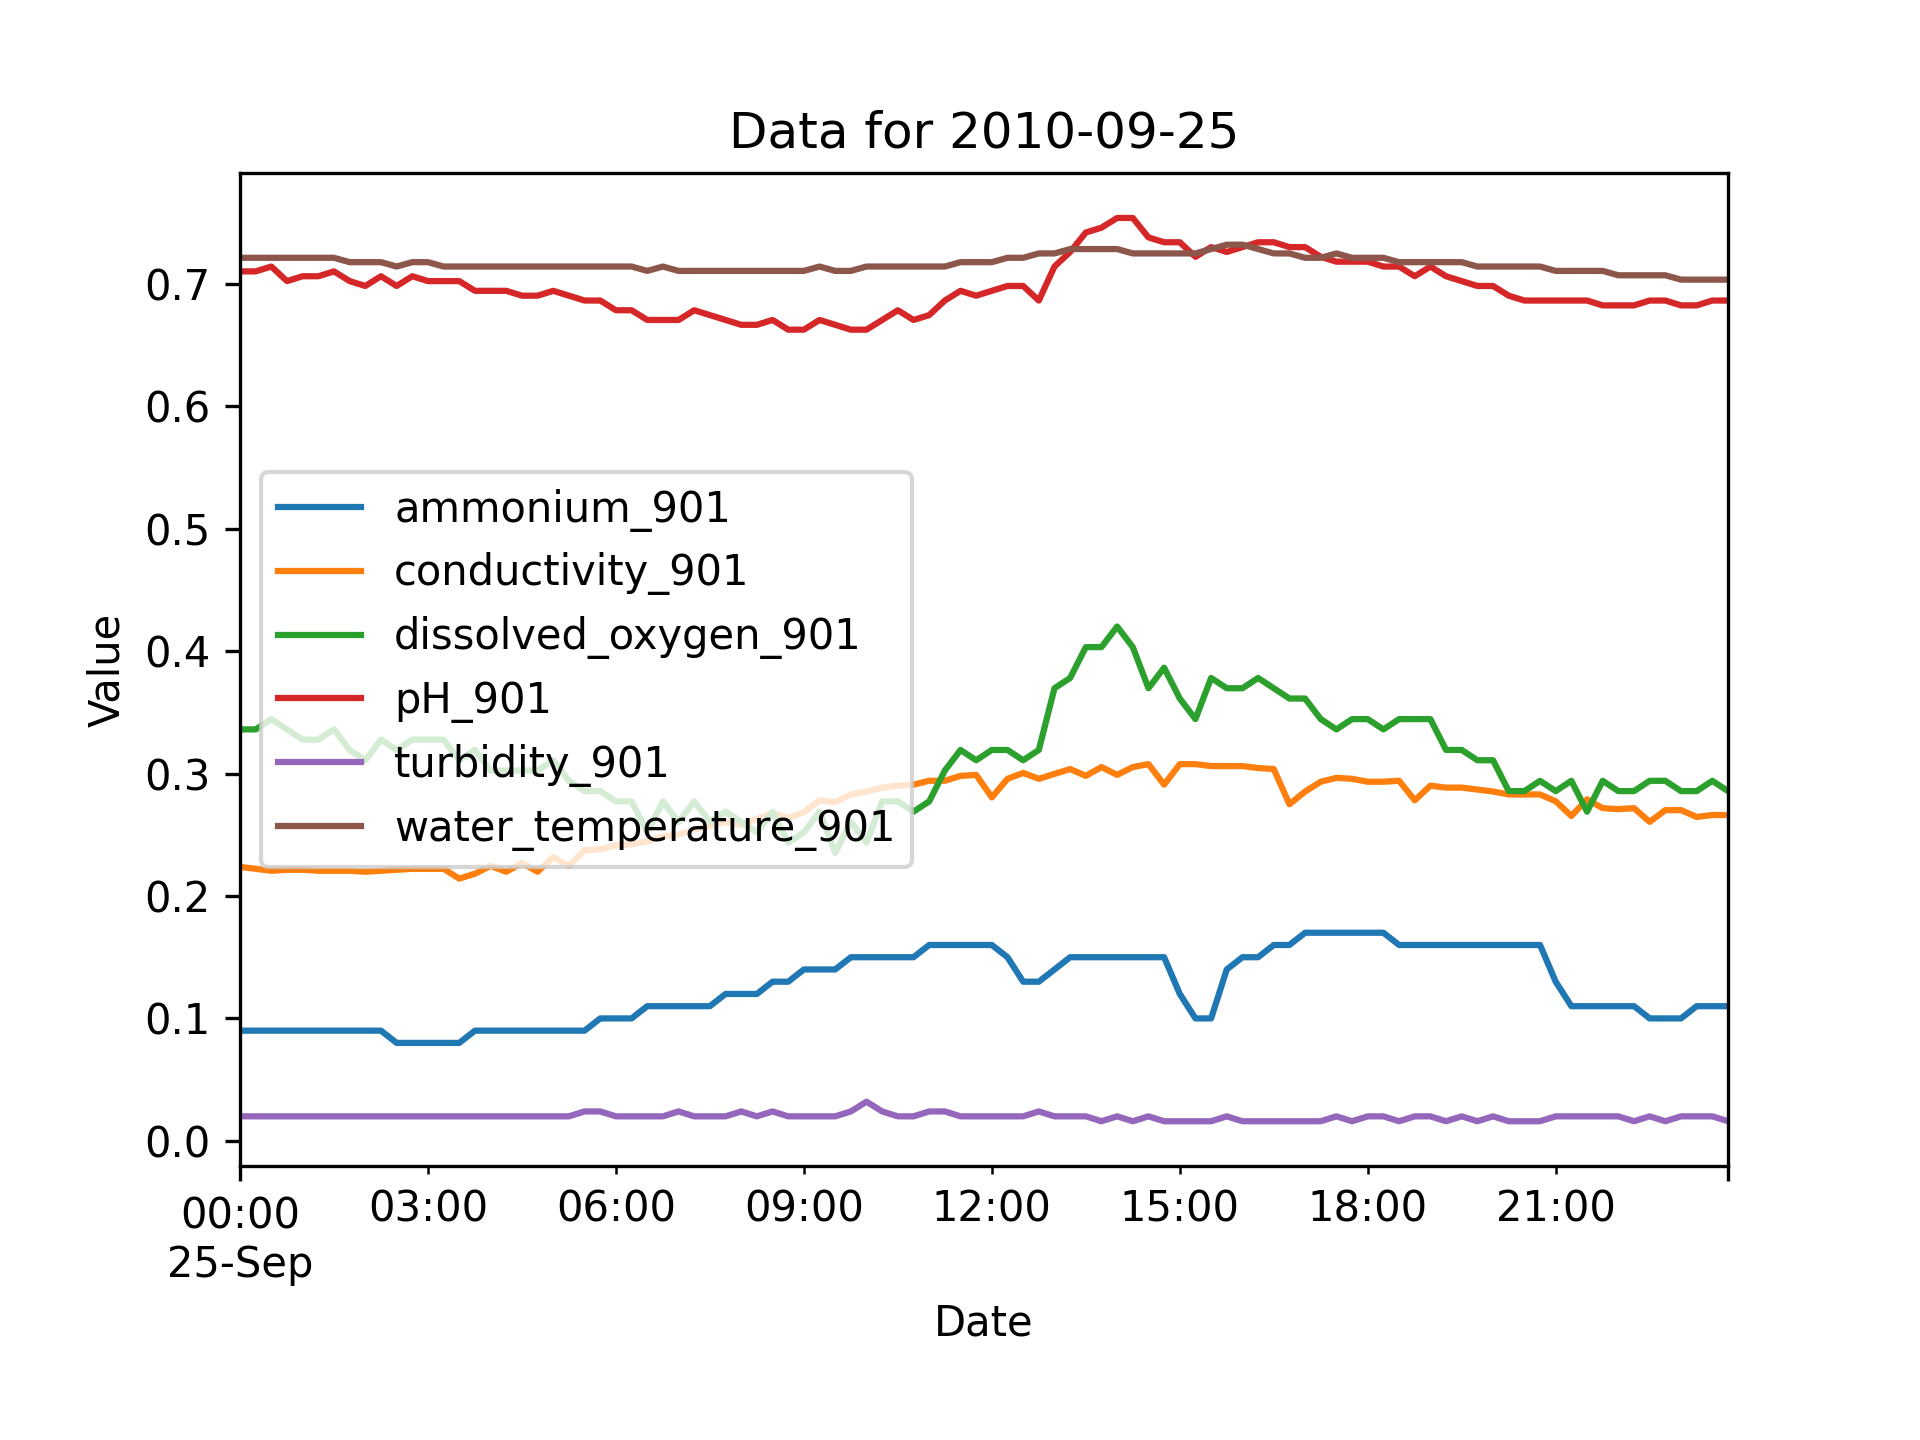 Data for 2010-09-25
Value
0.7
0.6
0.5
0.4
0.3
0.2
0.1
0.0
ammonium_901
conductivity_901
dissolved_oxygen_901
pH_901
turbidity_901
water_temperature_901
00:00 03:00 06:00 09:00 12:00 15:00 18:00 21:00
25-Sep
Date